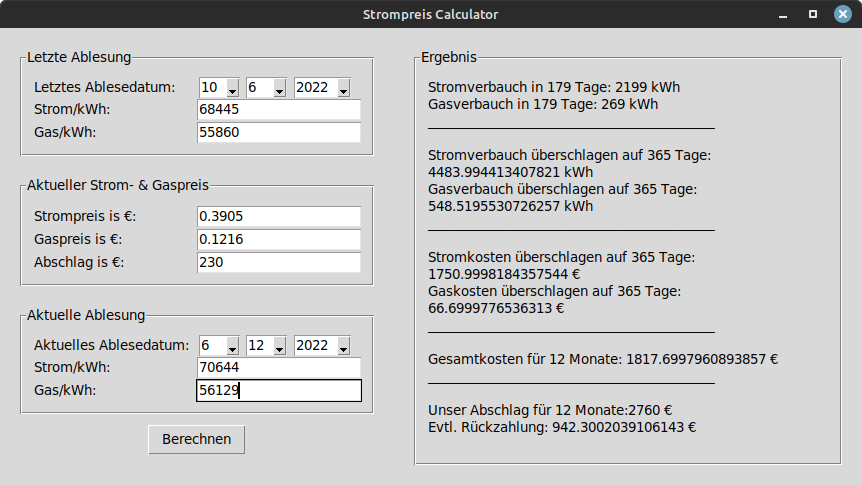 Strompreis Calculator
Letzte Ablesung
Letztes Ablesedatum: 10 6 2022
Strom/kWh: 68445
Gas/kWh: 55860
Aktueller Strom- & Gaspreis
Strompreis is €: 0.3905
Gaspreis is €: 0.1216
Abschlag is €: 230
Aktuelle Ablesung
Aktuelles Ablesedatum: 6 12 2022
Strom/kWh: 70644
Gas/kWh: 56129
Berechnen
Ergebnis
Stromverbauch in 179 Tage: 2199 kWh
Gasverbauch in 179 Tage: 269 kWh
Stromverbauch überschlagen auf 365 Tage:
4483.994413407821 kWh
Gasverbauch überschlagen auf 365 Tage:
548.5195530726257 kWh
Stromkosten überschlagen auf 365 Tage:
1750.9998184357544 €
Gaskosten überschlagen auf 365 Tage:
66.6999776536313 €
Gesamtkosten für 12 Monate: 1817.6997960893857 €
Unser Abschlag für 12 Monate:2760 €
Evtl. Rückzahlung: 942.3002039106143 €